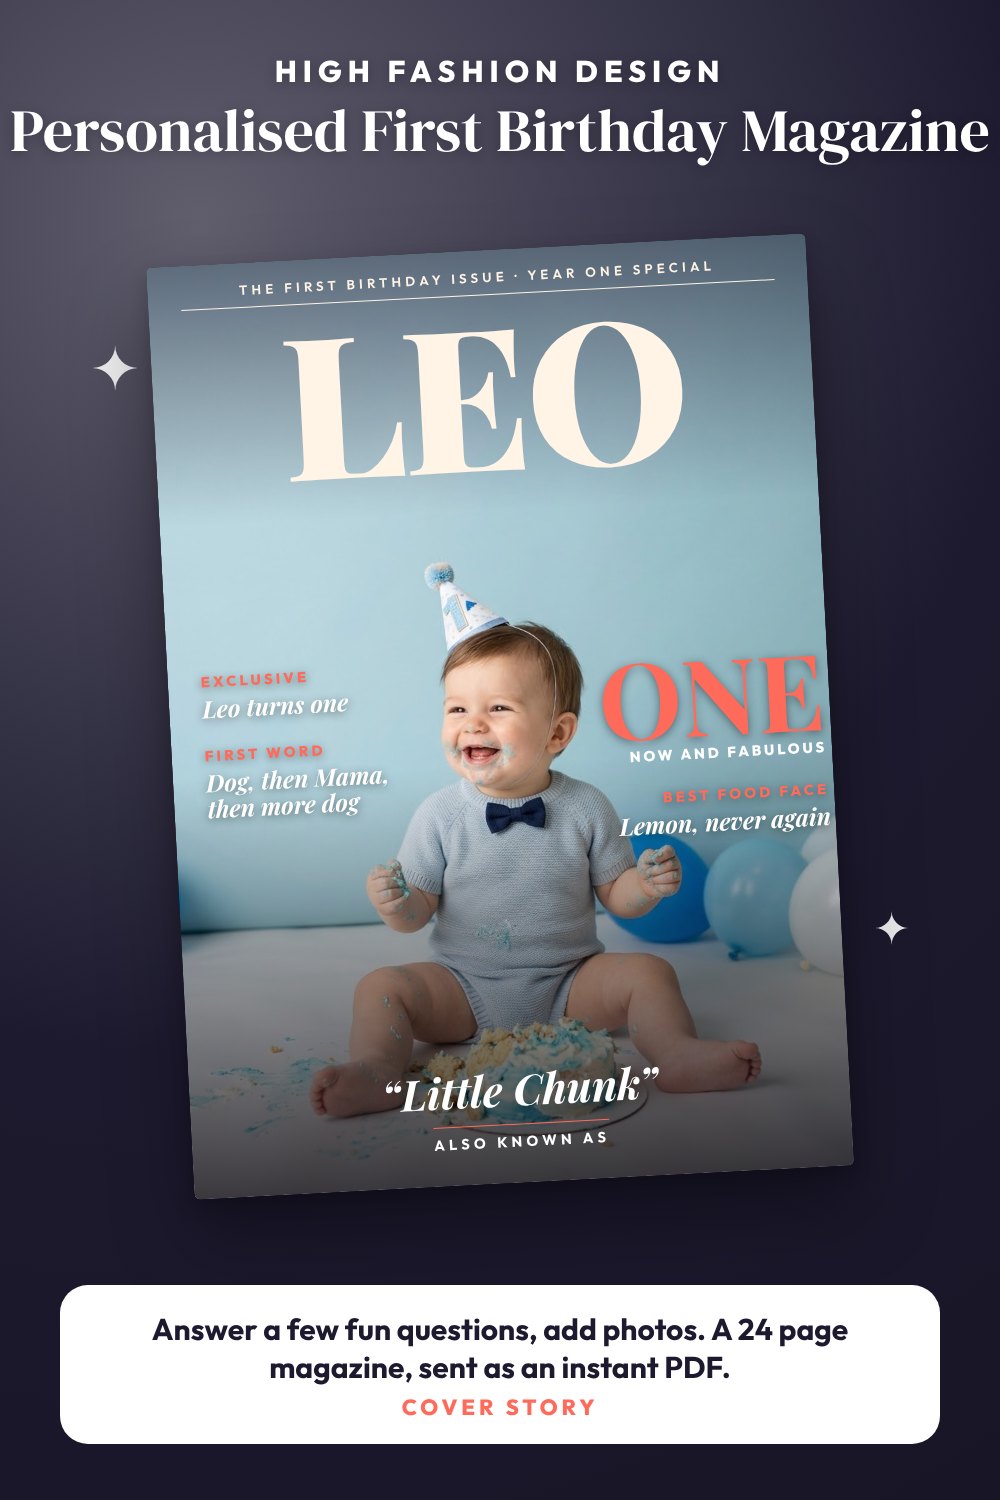 HIGH FASHION DESIGN
Personalised First Birthday Magazine
THE FIRST BIRTHDAY ISSUE · YEAR ONE SPECIAL
LEO
1
EXCLUSIVE
Leo turns one
FIRST WORD
Dog, then Mama,
then more dog
ONE
NOW AND FABULOUS
BEST FOOD FACE
Lemon, never again
“Little Chunk”
ALSO KNOWN AS
Answer a few fun questions, add photos. A 24 page
magazine, sent as an instant PDF.
COVER STORY